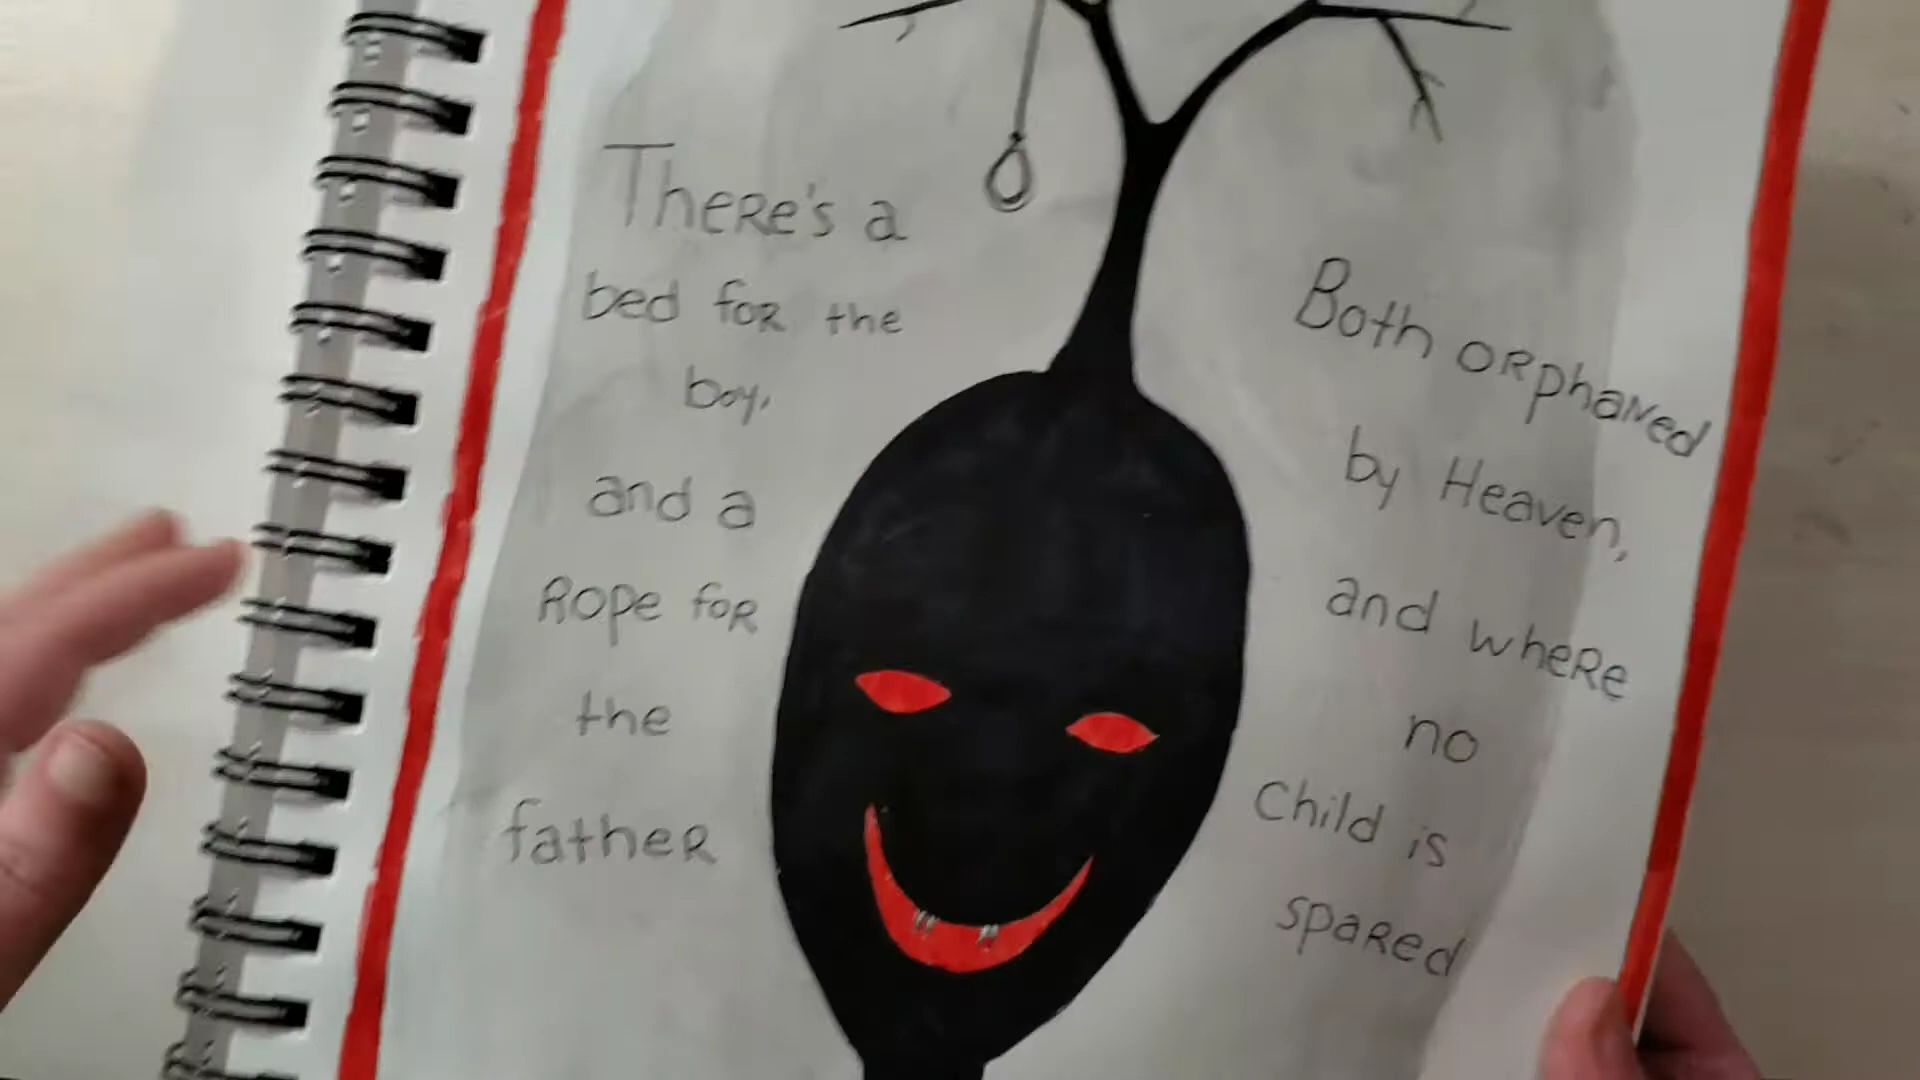 There's a
bed for the
boy,
and a
Rope for
the
father
Both orphaned
by Heaven,
and where
no
Child is
spared